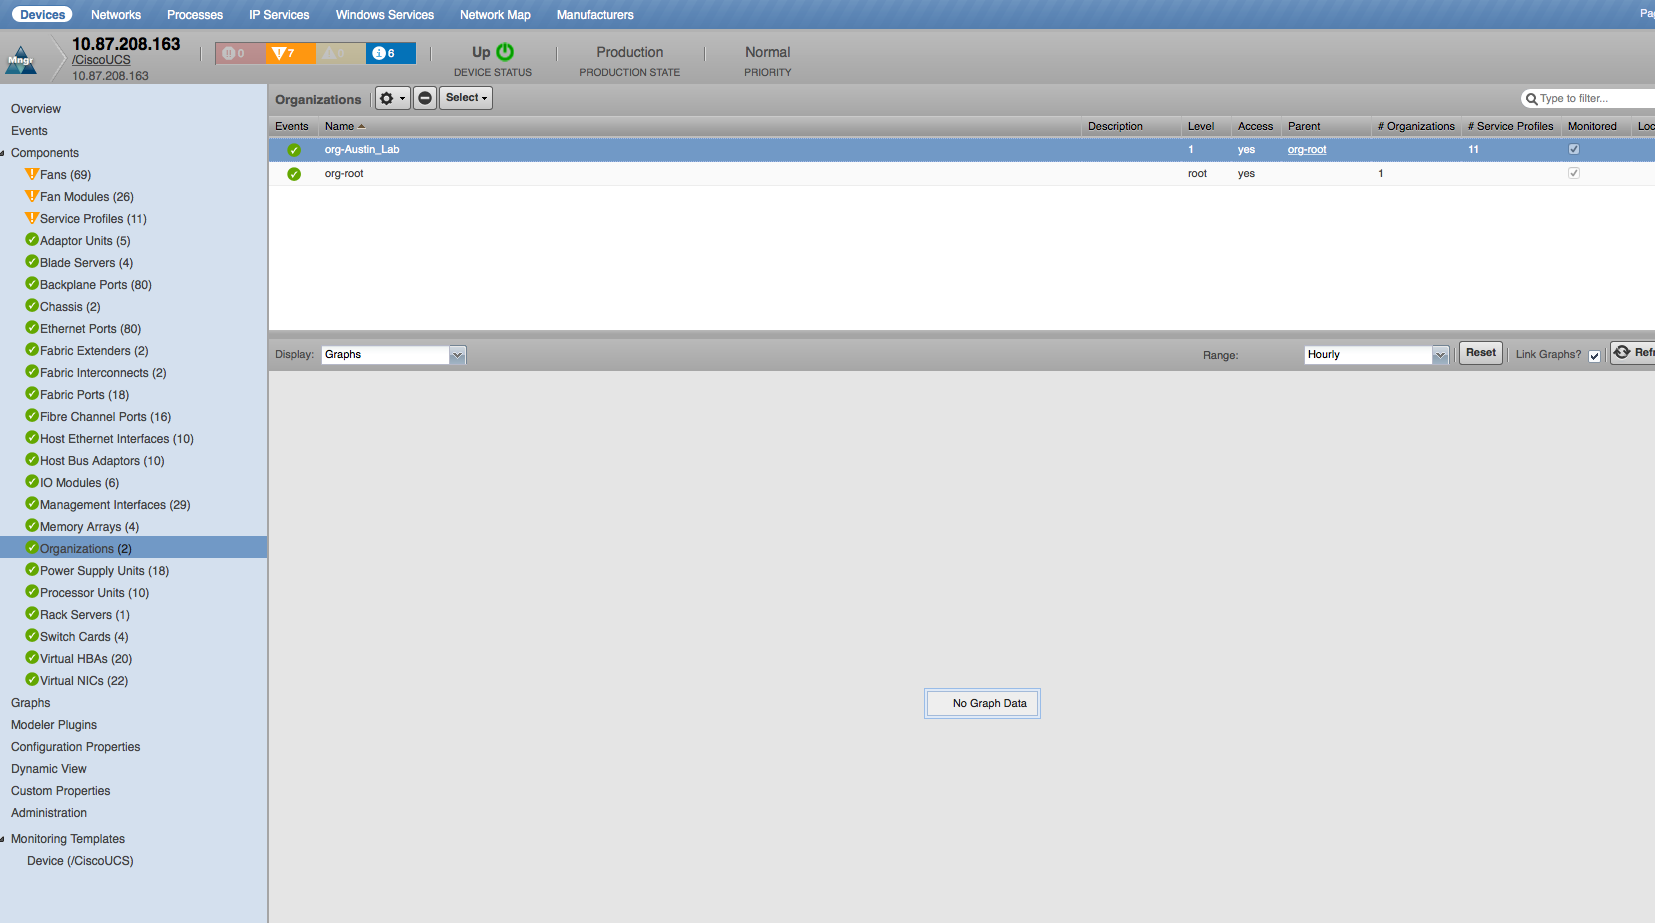 Devices Networks Processes IP Services Windows Services Network Map Manufacturers Pa
Mngr
10.87.208.163
/CiscoUCS
10.87.208.163
0 7 0 6
Up
DEVICE STATUS
Production
PRODUCTION STATE
Normal
PRIORITY
Overview
Events
Components
Fans (69)
Fan Modules (26)
Service Profiles (11)
Adaptor Units (5)
Blade Servers (4)
Backplane Ports (80)
Chassis (2)
Ethernet Ports (80)
Fabric Extenders (2)
Fabric Interconnects (2)
Fabric Ports (18)
Fibre Channel Ports (16)
Host Ethernet Interfaces (10)
Host Bus Adaptors (10)
IO Modules (6)
Management Interfaces (29)
Memory Arrays (4)
Organizations (2)
Power Supply Units (18)
Processor Units (10)
Rack Servers (1)
Switch Cards (4)
Virtual HBAs (20)
Virtual NICs (22)
Graphs
Modeler Plugins
Configuration Properties
Dynamic View
Custom Properties
Administration
Monitoring Templates
Device (/CiscoUCS)
Organizations Select Type to filter...
Events Name Description Level Access Parent # Organizations # Service Profiles Monitored Loc
org-Austin_Lab 1 yes org-root 11
org-root root yes 1
Display: Graphs Range: Hourly Reset Link Graphs? Refr
No Graph Data